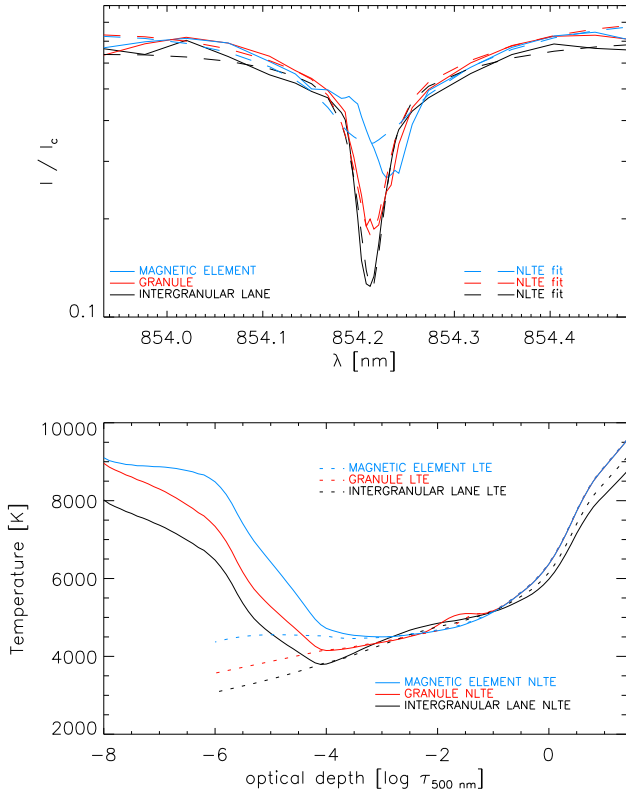 I / I_c
0.1
MAGNETIC ELEMENT
GRANULE
INTERGRANULAR LANE
NLTE fit
NLTE fit
NLTE fit
854.0 854.1 854.2 854.3 854.4
λ [nm]
10000
8000
6000
4000
2000
Temperature [K]
MAGNETIC ELEMENT LTE
GRANULE LTE
INTERGRANULAR LANE LTE
MAGNETIC ELEMENT NLTE
GRANULE NLTE
INTERGRANULAR LANE NLTE
−8 −6 −4 −2 0
optical depth [log τ_500 nm]